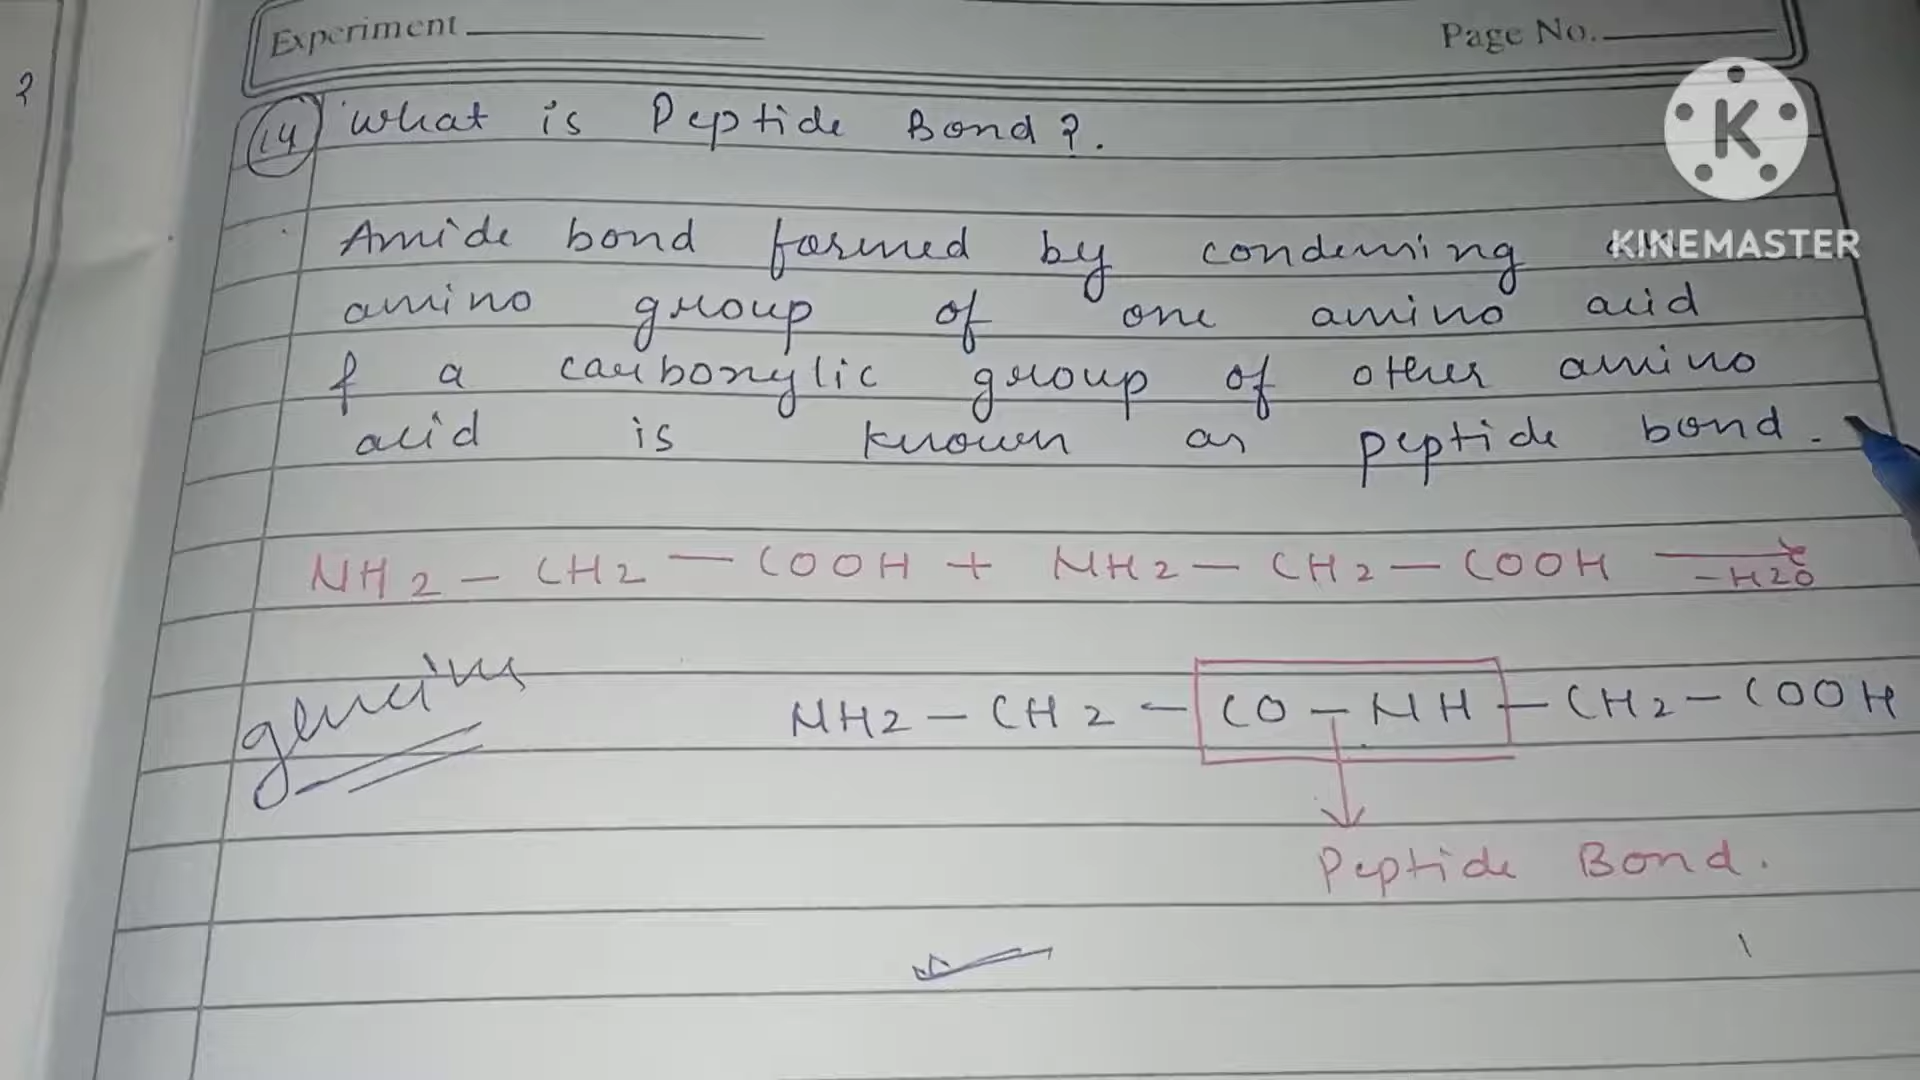 Experiment
Page No.
14 What is Peptide Bond?.
KINEMASTER
Amide bond formed by condensing
amino group of one amino acid
& a carboxylic group of other amino
acid is known as peptide bond.
NH2 - CH2 - COOH + NH2 - CH2 - COOH → -H2O
NH2 - CH2 - CO - NH - CH2 - COOH
Peptide Bond.